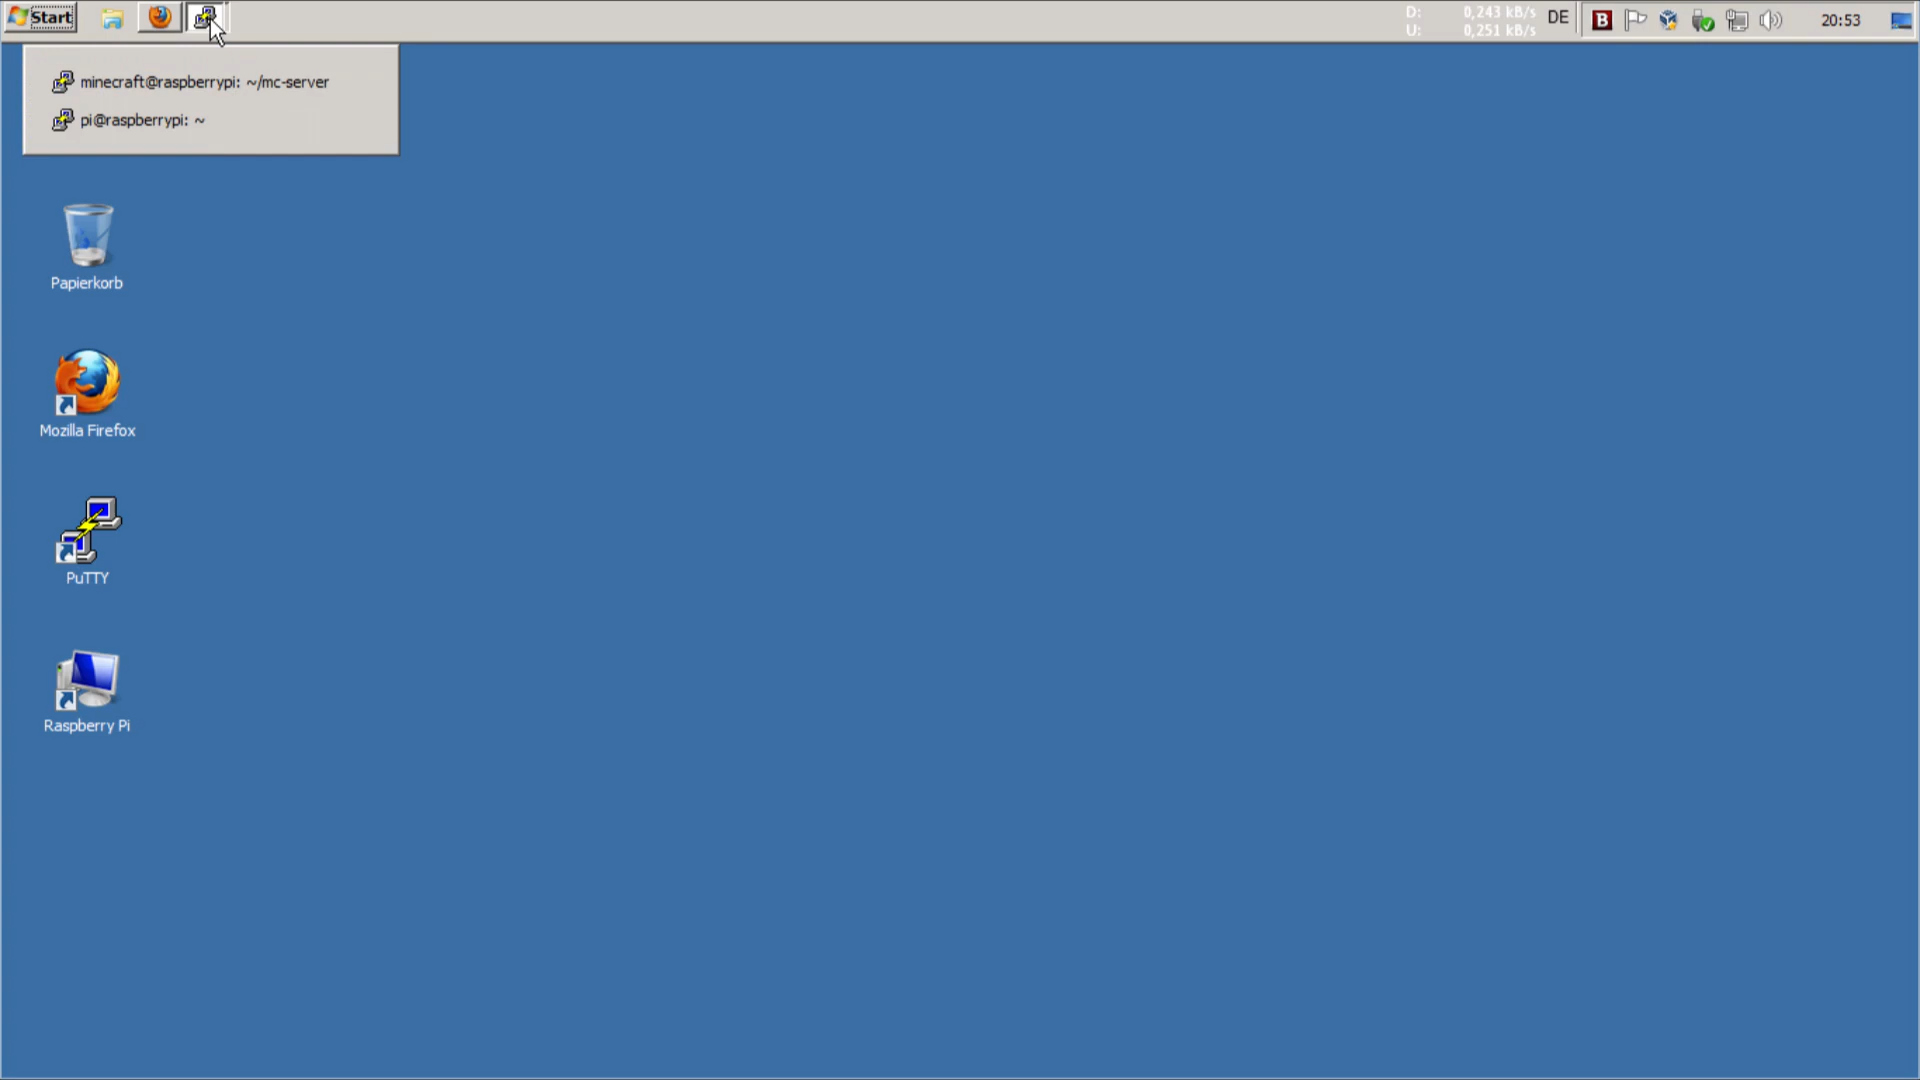 Start
D: 0,243 kB/s
U: 0,251 kB/s
DE
B
20:53
minecraft@raspberrypi: ~/mc-server
pi@raspberrypi: ~
Papierkorb
Mozilla Firefox
PuTTY
Raspberry Pi